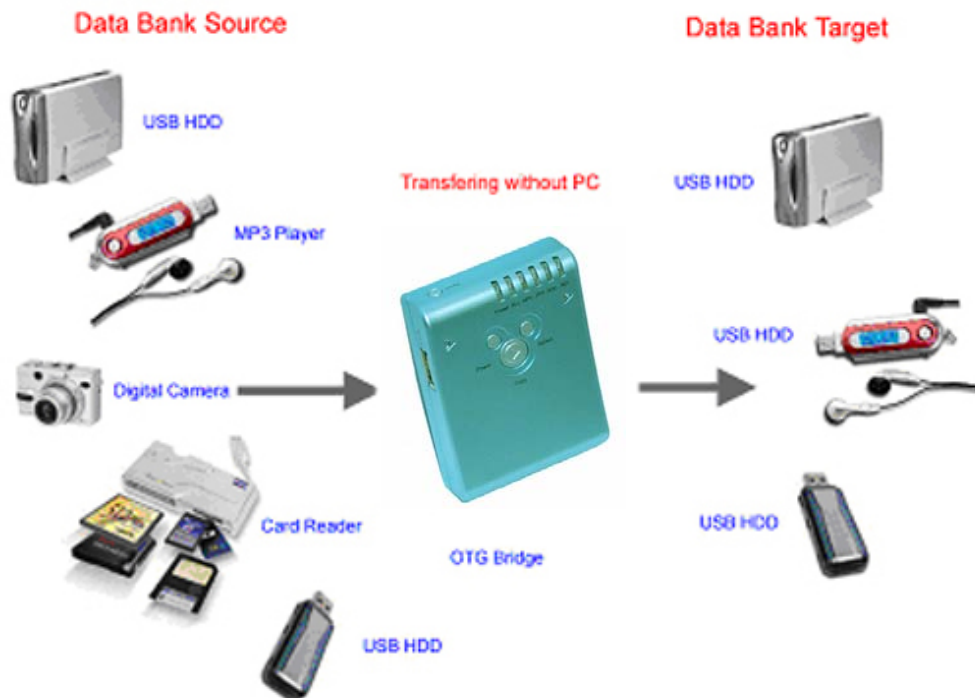 Data Bank Source
Data Bank Target
USB HDD
MP3 Player
Digital Camera
Card Reader
USB HDD
Transfering without PC
OTG Bridge
USB HDD
USB HDD
USB HDD